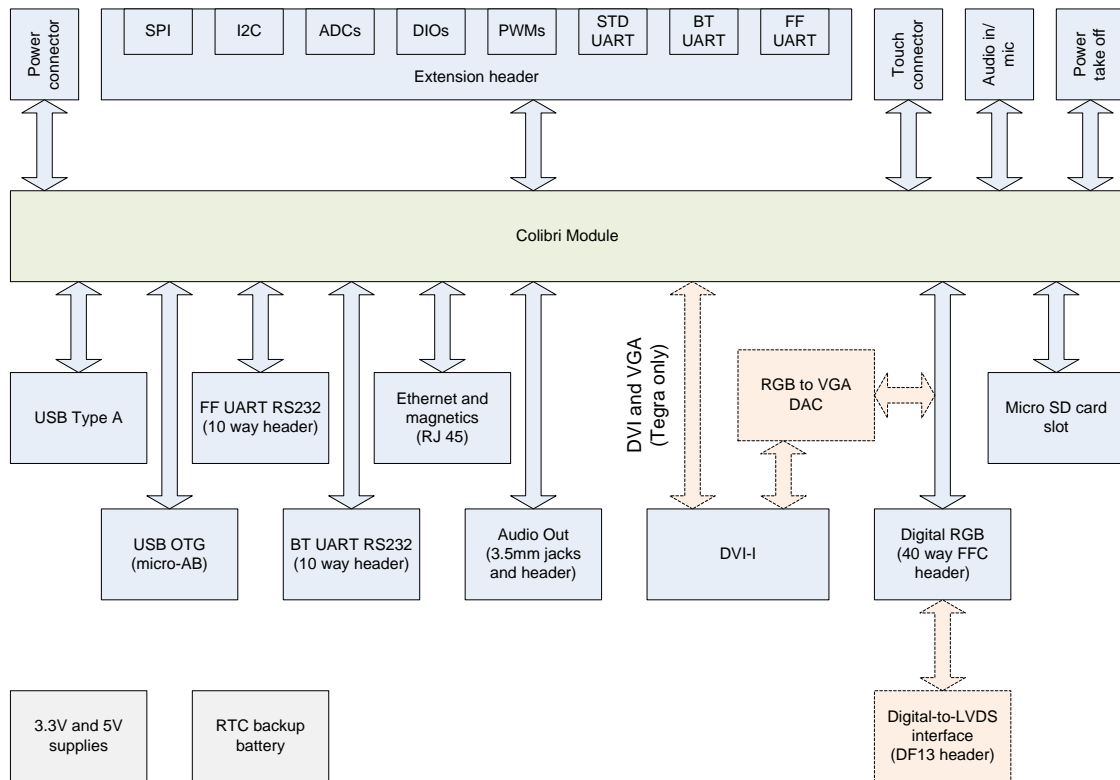 Power
connector
SPI
I2C
ADCs
DIOs
PWMs
STD
UART
BT
UART
FF
UART
Extension header
Touch
connector
Audio in/
mic
Power
take off
Colibri Module
USB Type A
FF UART RS232
(10 way header)
Ethernet and
magnetics
(RJ 45)
DVI and VGA
(Tegra only)
RGB to VGA
DAC
Micro SD card
slot
USB OTG
(micro-AB)
BT UART RS232
(10 way header)
Audio Out
(3.5mm jacks
and header)
DVI-I
Digital RGB
(40 way FFC
header)
3.3V and 5V
supplies
RTC backup
battery
Digital-to-LVDS
interface
(DF13 header)